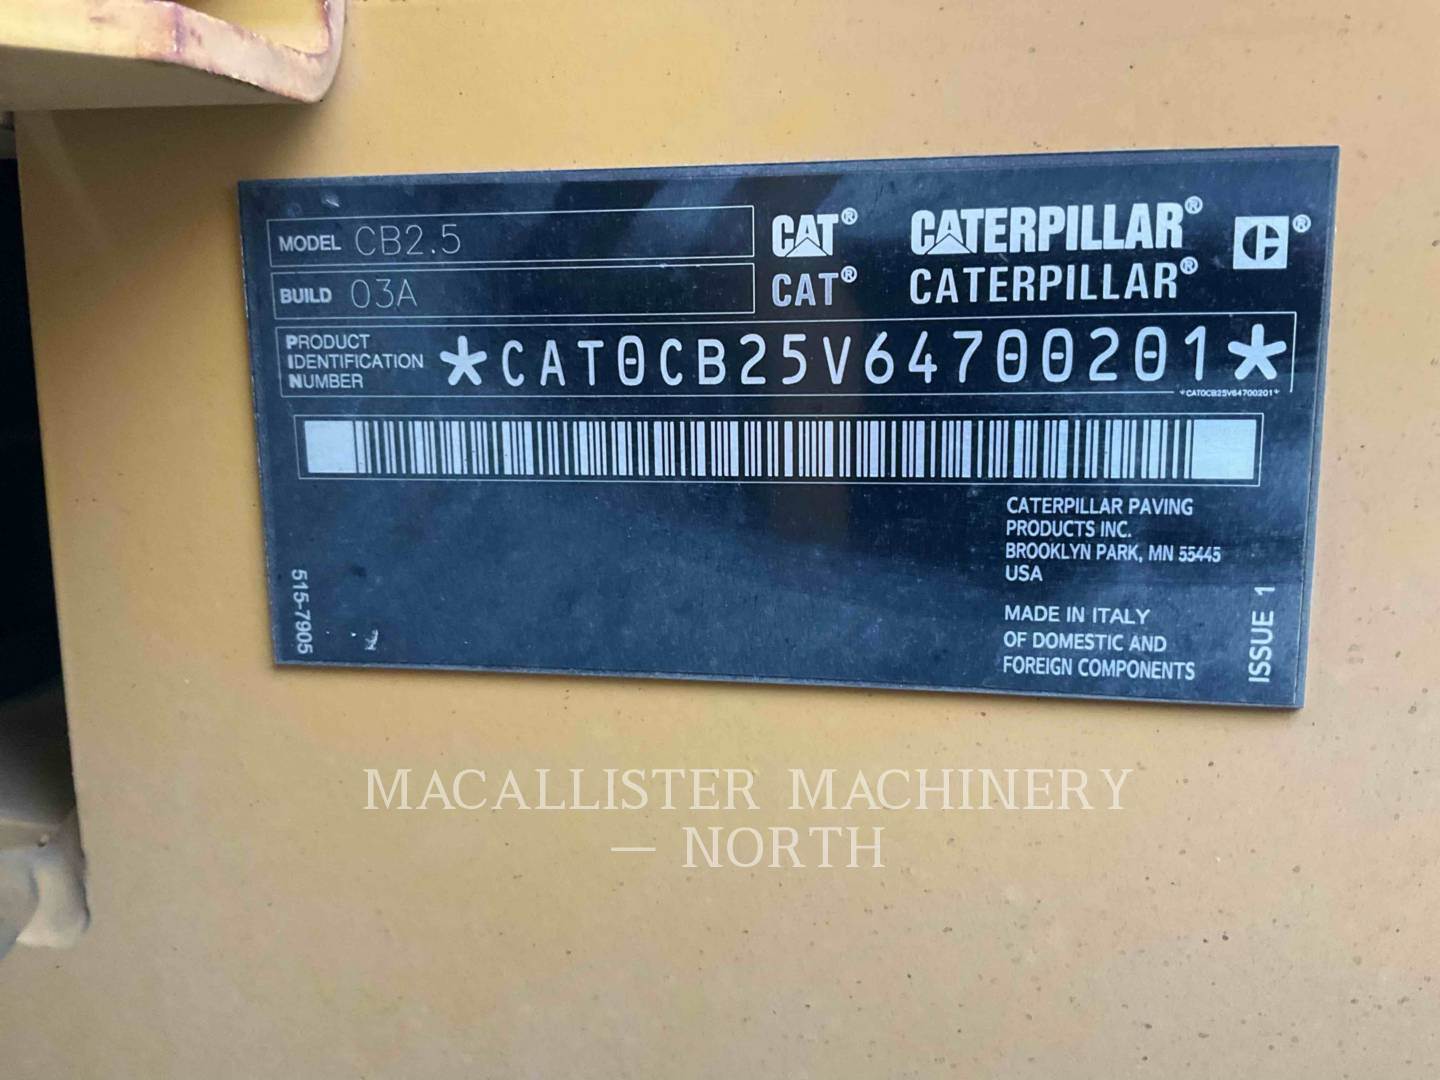 MODEL CB2.5
BUILD 03A
CAT® CATERPILLAR® ®
CAT® CATERPILLAR®
PRODUCT
IDENTIFICATION
NUMBER
*CAT0CB25V64700201*
*CAT0CB25V64700201*
CATERPILLAR PAVING
PRODUCTS INC.
BROOKLYN PARK, MN 55445
USA
MADE IN ITALY
OF DOMESTIC AND
FOREIGN COMPONENTS
515-7905
ISSUE 1
MACALLISTER MACHINERY
— NORTH